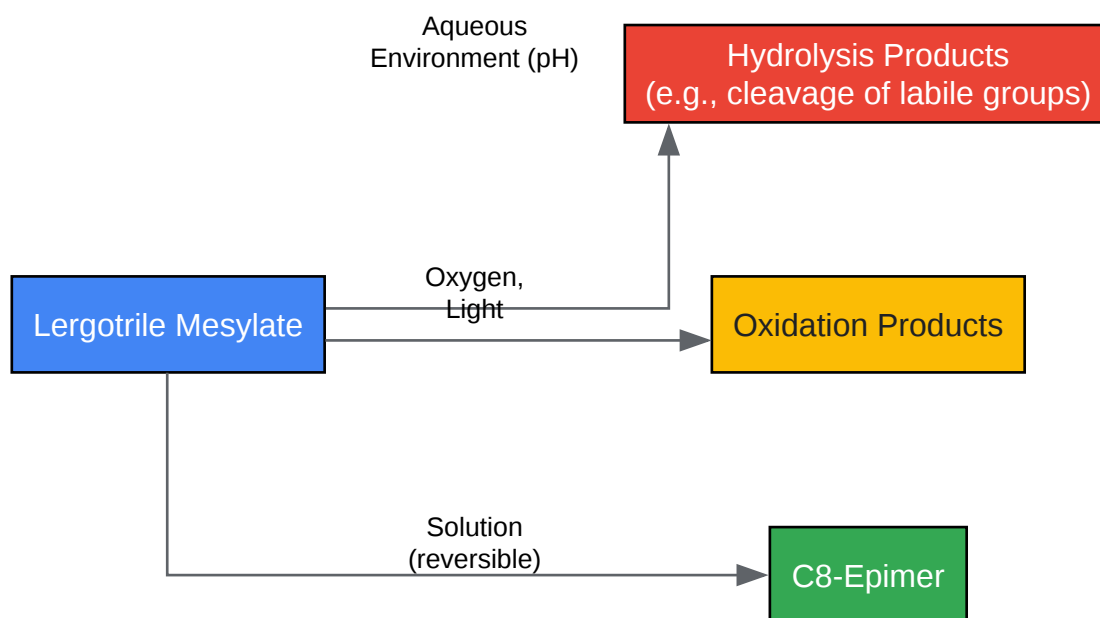 Aqueous
Environment (pH)
Hydrolysis Products
(e.g., cleavage of labile groups)
Oxygen,
Light
Lergotrile Mesylate
Oxidation Products
Solution
(reversible)
C8-Epimer